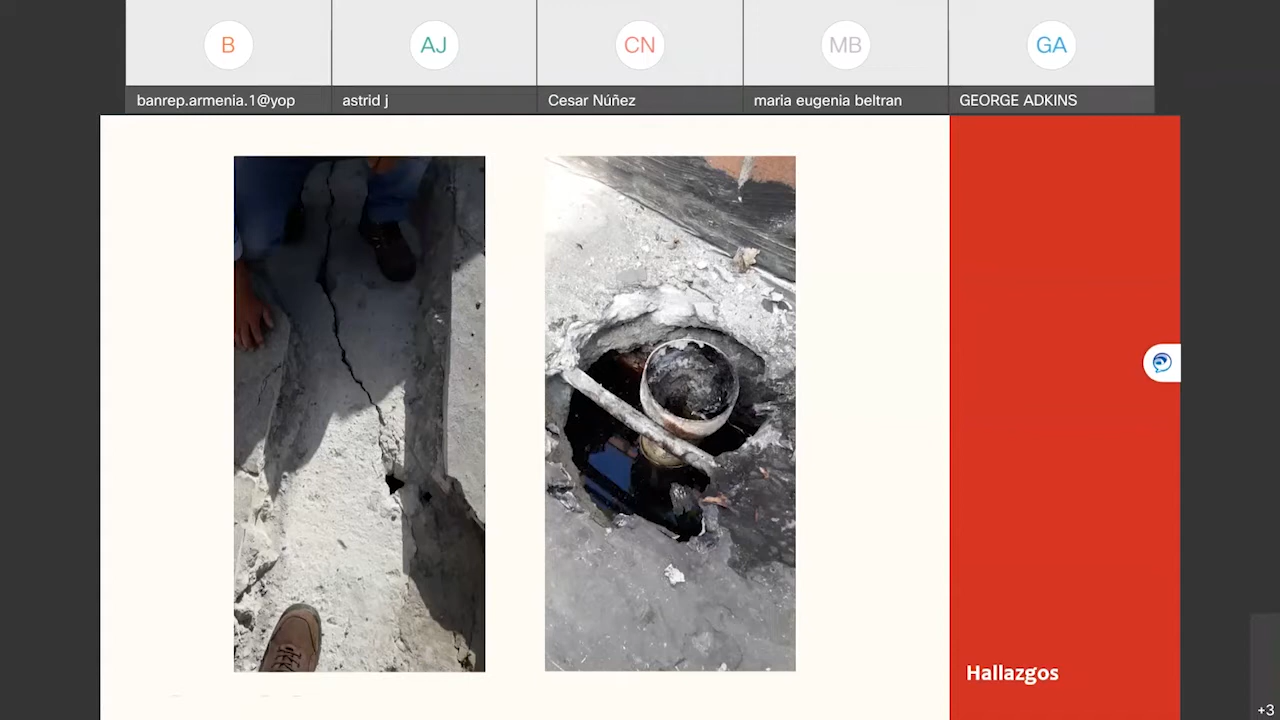 B
AJ
CN
MB
GA
banrep.armenia.1@yop
astrid j
Cesar Núñez
maria eugenia beltran
GEORGE ADKINS
Hallazgos
+3